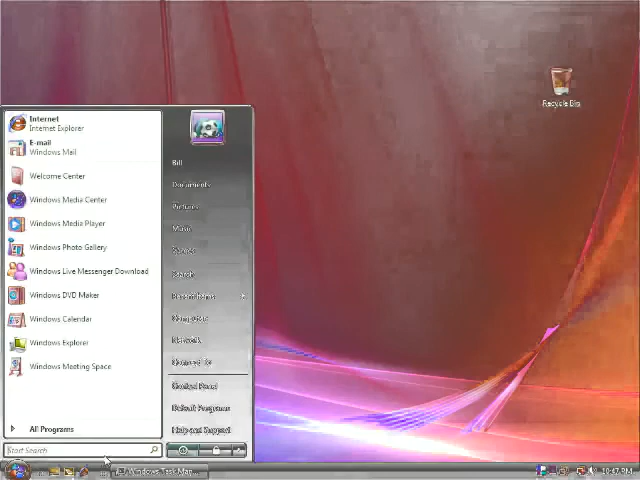 Recycle Bin
Internet
Internet Explorer
E-mail
Windows Mail
Welcome Center
Windows Media Center
Windows Media Player
Windows Photo Gallery
Windows Live Messenger Download
Windows DVD Maker
Windows Calendar
Windows Explorer
Windows Meeting Space
All Programs
Start Search
Bill
Documents
Pictures
Music
Games
Search
Recent Items
Computer
Network
Connect To
Control Panel
Default Programs
Help and Support
Windows Task Man...
10:47 PM